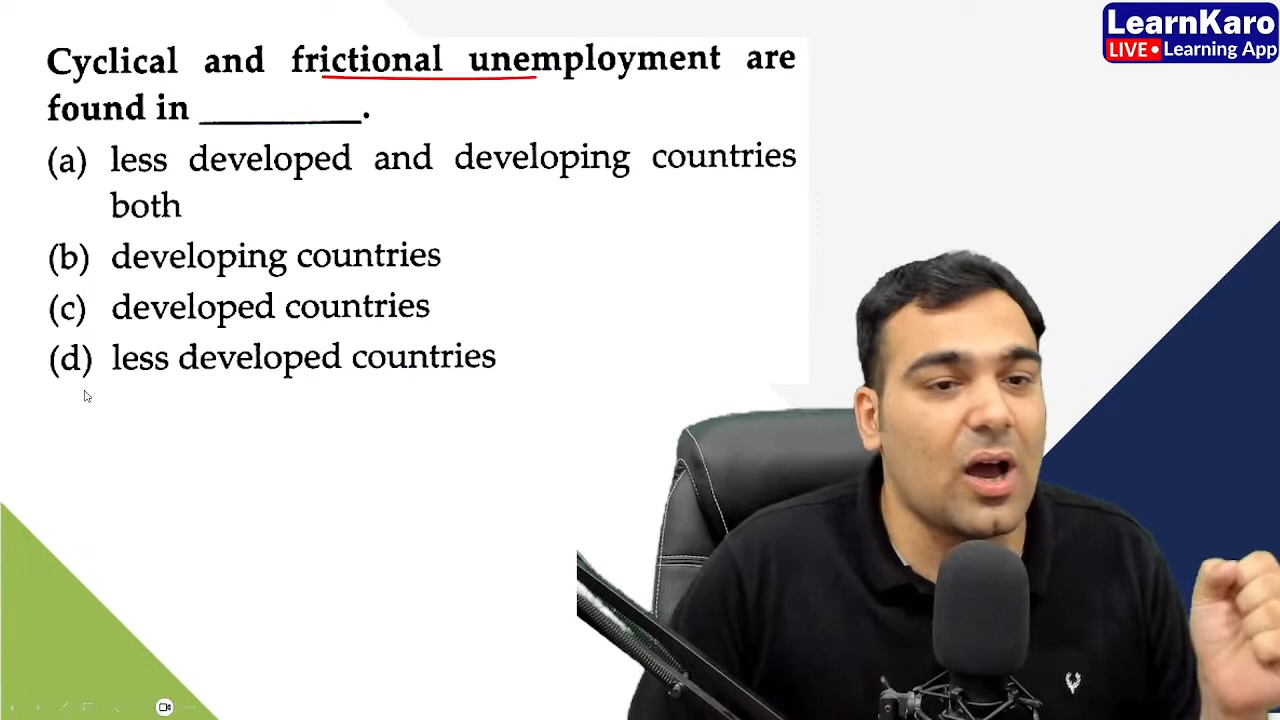 LearnKaro
LIVE • Learning App
Cyclical and frictional unemployment are
found in _________.
(a) less developed and developing countries
both
(b) developing countries
(c) developed countries
(d) less developed countries